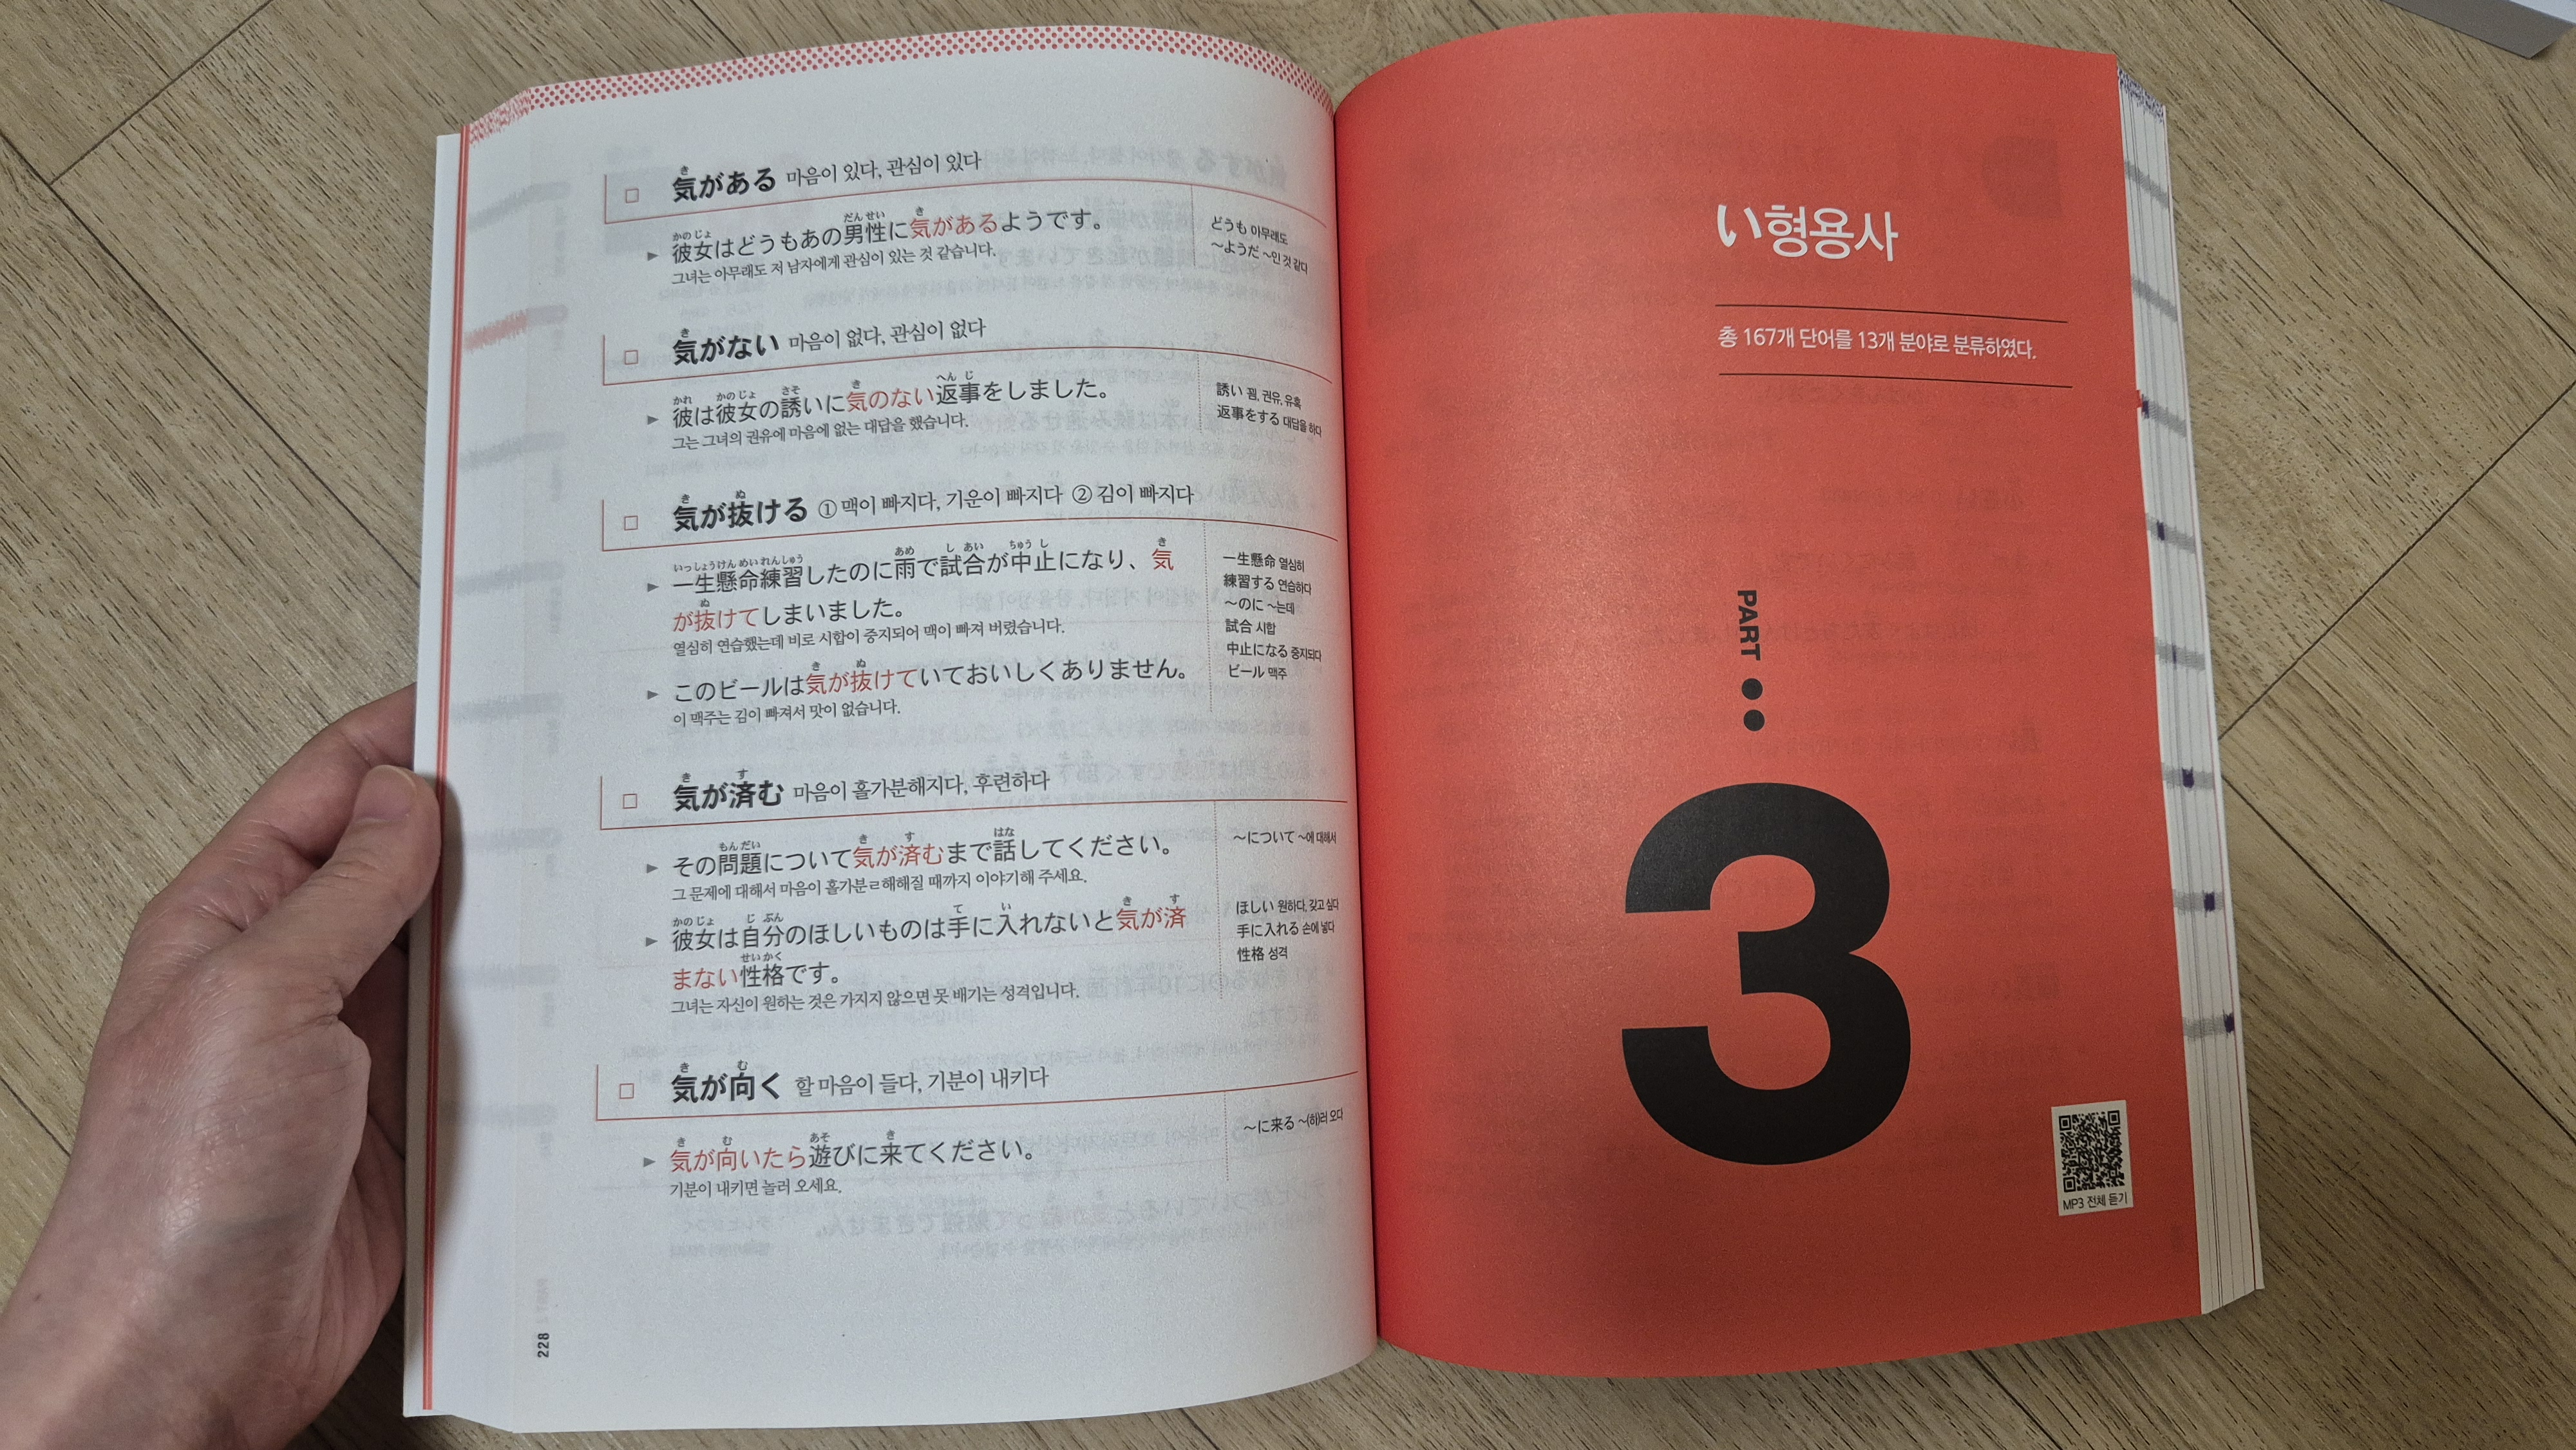 気がある 마음이 있다, 관심이 있다
彼女はどうもあの男性に気があるようです。
그녀는 아무래도 저 남자에게 관심이 있는 것 같습니다.
どうも 아무래도
～ようだ ~인 것 같다
気がない 마음이 없다, 관심이 없다
彼は彼女の誘いに気のない返事をしました。
그는 그녀의 권유에 마음에 없는 대답을 했습니다.
誘い 꾐, 권유, 유혹
返事をする 대답을 하다
気が抜ける ① 맥이 빠지다, 기운이 빠지다 ② 김이 빠지다
一生懸命練習したのに雨で試合が中止になり、気
が抜けてしまいました。
열심히 연습했는데 비로 시합이 중지되어 맥이 빠져 버렸습니다.
このビールは気が抜けていておいしくありません。
이 맥주는 김이 빠져서 맛이 없습니다.
一生懸命 열심히
練習する 연습하다
～のに ~는데
試合 시합
中止になる 중지되다
ビール 맥주
気が済む 마음이 홀가분해지다, 후련하다
その問題について気が済むまで話してください。
그 문제에 대해서 마음이 홀가분ㄹ해해질 때까지 이야기해 주세요.
彼女は自分のほしいものは手に入れないと気が済
まない性格です。
그녀는 자신이 원하는 것은 가지지 않으면 못 배기는 성격입니다.
～について ~에 대해서
ほしい 원하다, 갖고 싶다
手に入れる 손에 넣다
性格 성격
気が向く 할 마음이 들다, 기분이 내키다
気が向いたら遊びに来てください。
기분이 내키면 놀러 오세요.
～に来る ~(하)러 오다
228
い형용사
총 167개 단어를 13개 분야로 분류하였다.
PART
3
MP3 전체 듣기